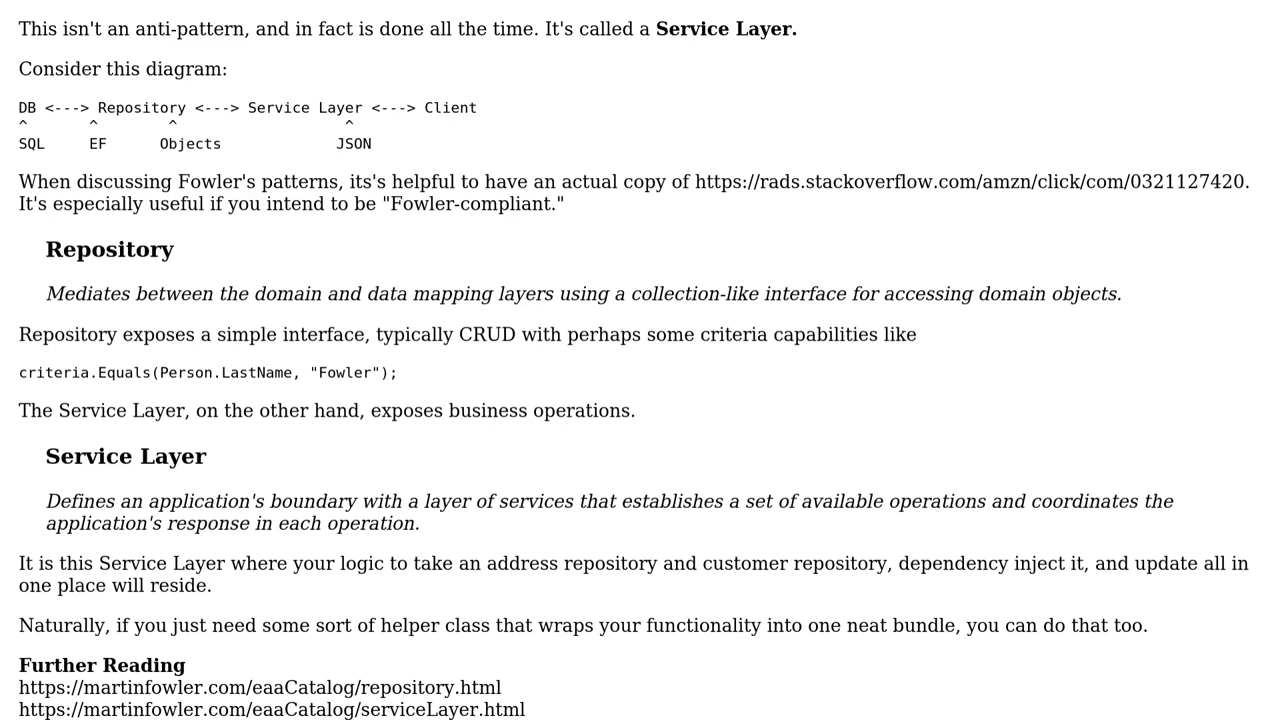 This isn't an anti-pattern, and in fact is done all the time. It's called a Service Layer.
Consider this diagram:
DB <---> Repository <---> Service Layer <---> Client
^       ^        ^                   ^
SQL     EF      Objects             JSON
When discussing Fowler's patterns, its's helpful to have an actual copy of https://rads.stackoverflow.com/amzn/click/com/0321127420.
It's especially useful if you intend to be "Fowler-compliant."
Repository
Mediates between the domain and data mapping layers using a collection-like interface for accessing domain objects.
Repository exposes a simple interface, typically CRUD with perhaps some criteria capabilities like
criteria.Equals(Person.LastName, "Fowler");
The Service Layer, on the other hand, exposes business operations.
Service Layer
Defines an application's boundary with a layer of services that establishes a set of available operations and coordinates the
application's response in each operation.
It is this Service Layer where your logic to take an address repository and customer repository, dependency inject it, and update all in
one place will reside.
Naturally, if you just need some sort of helper class that wraps your functionality into one neat bundle, you can do that too.
Further Reading
https://martinfowler.com/eaaCatalog/repository.html
https://martinfowler.com/eaaCatalog/serviceLayer.html